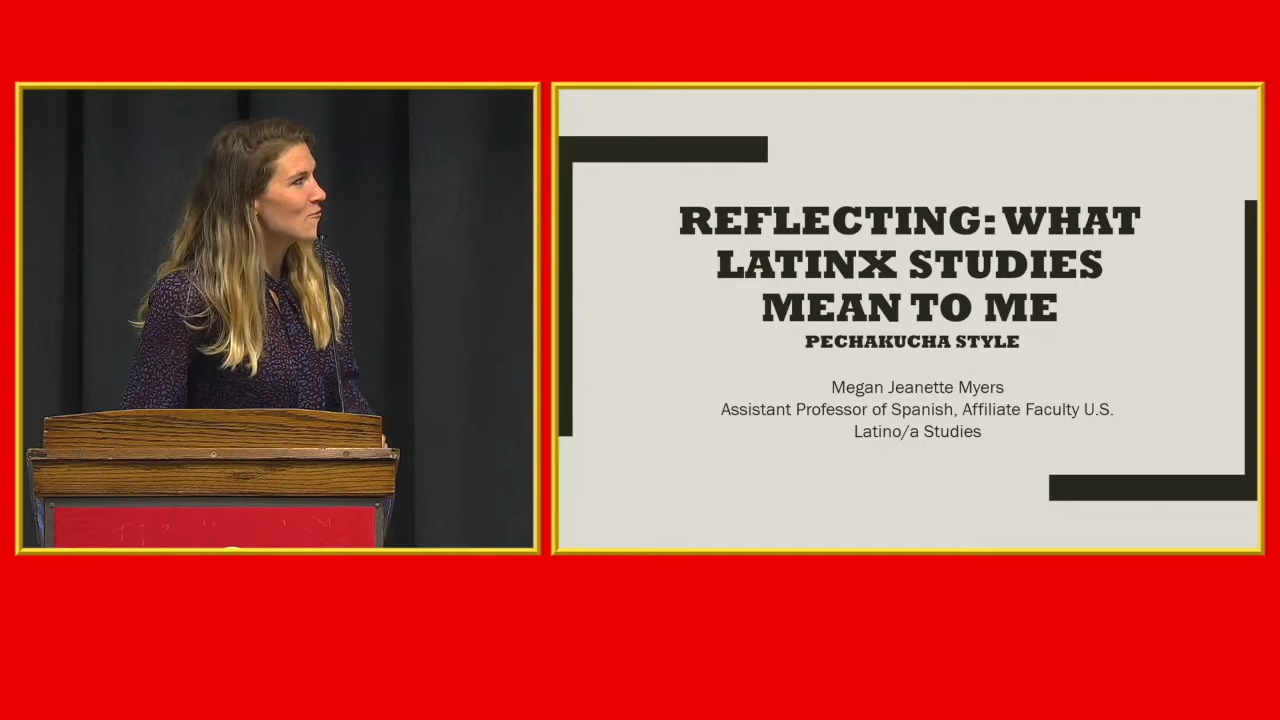 REFLECTING: WHAT
LATINX STUDIES
MEAN TO ME
PECHAKUCHA STYLE
Megan Jeanette Myers
Assistant Professor of Spanish, Affiliate Faculty U.S.
Latino/a Studies